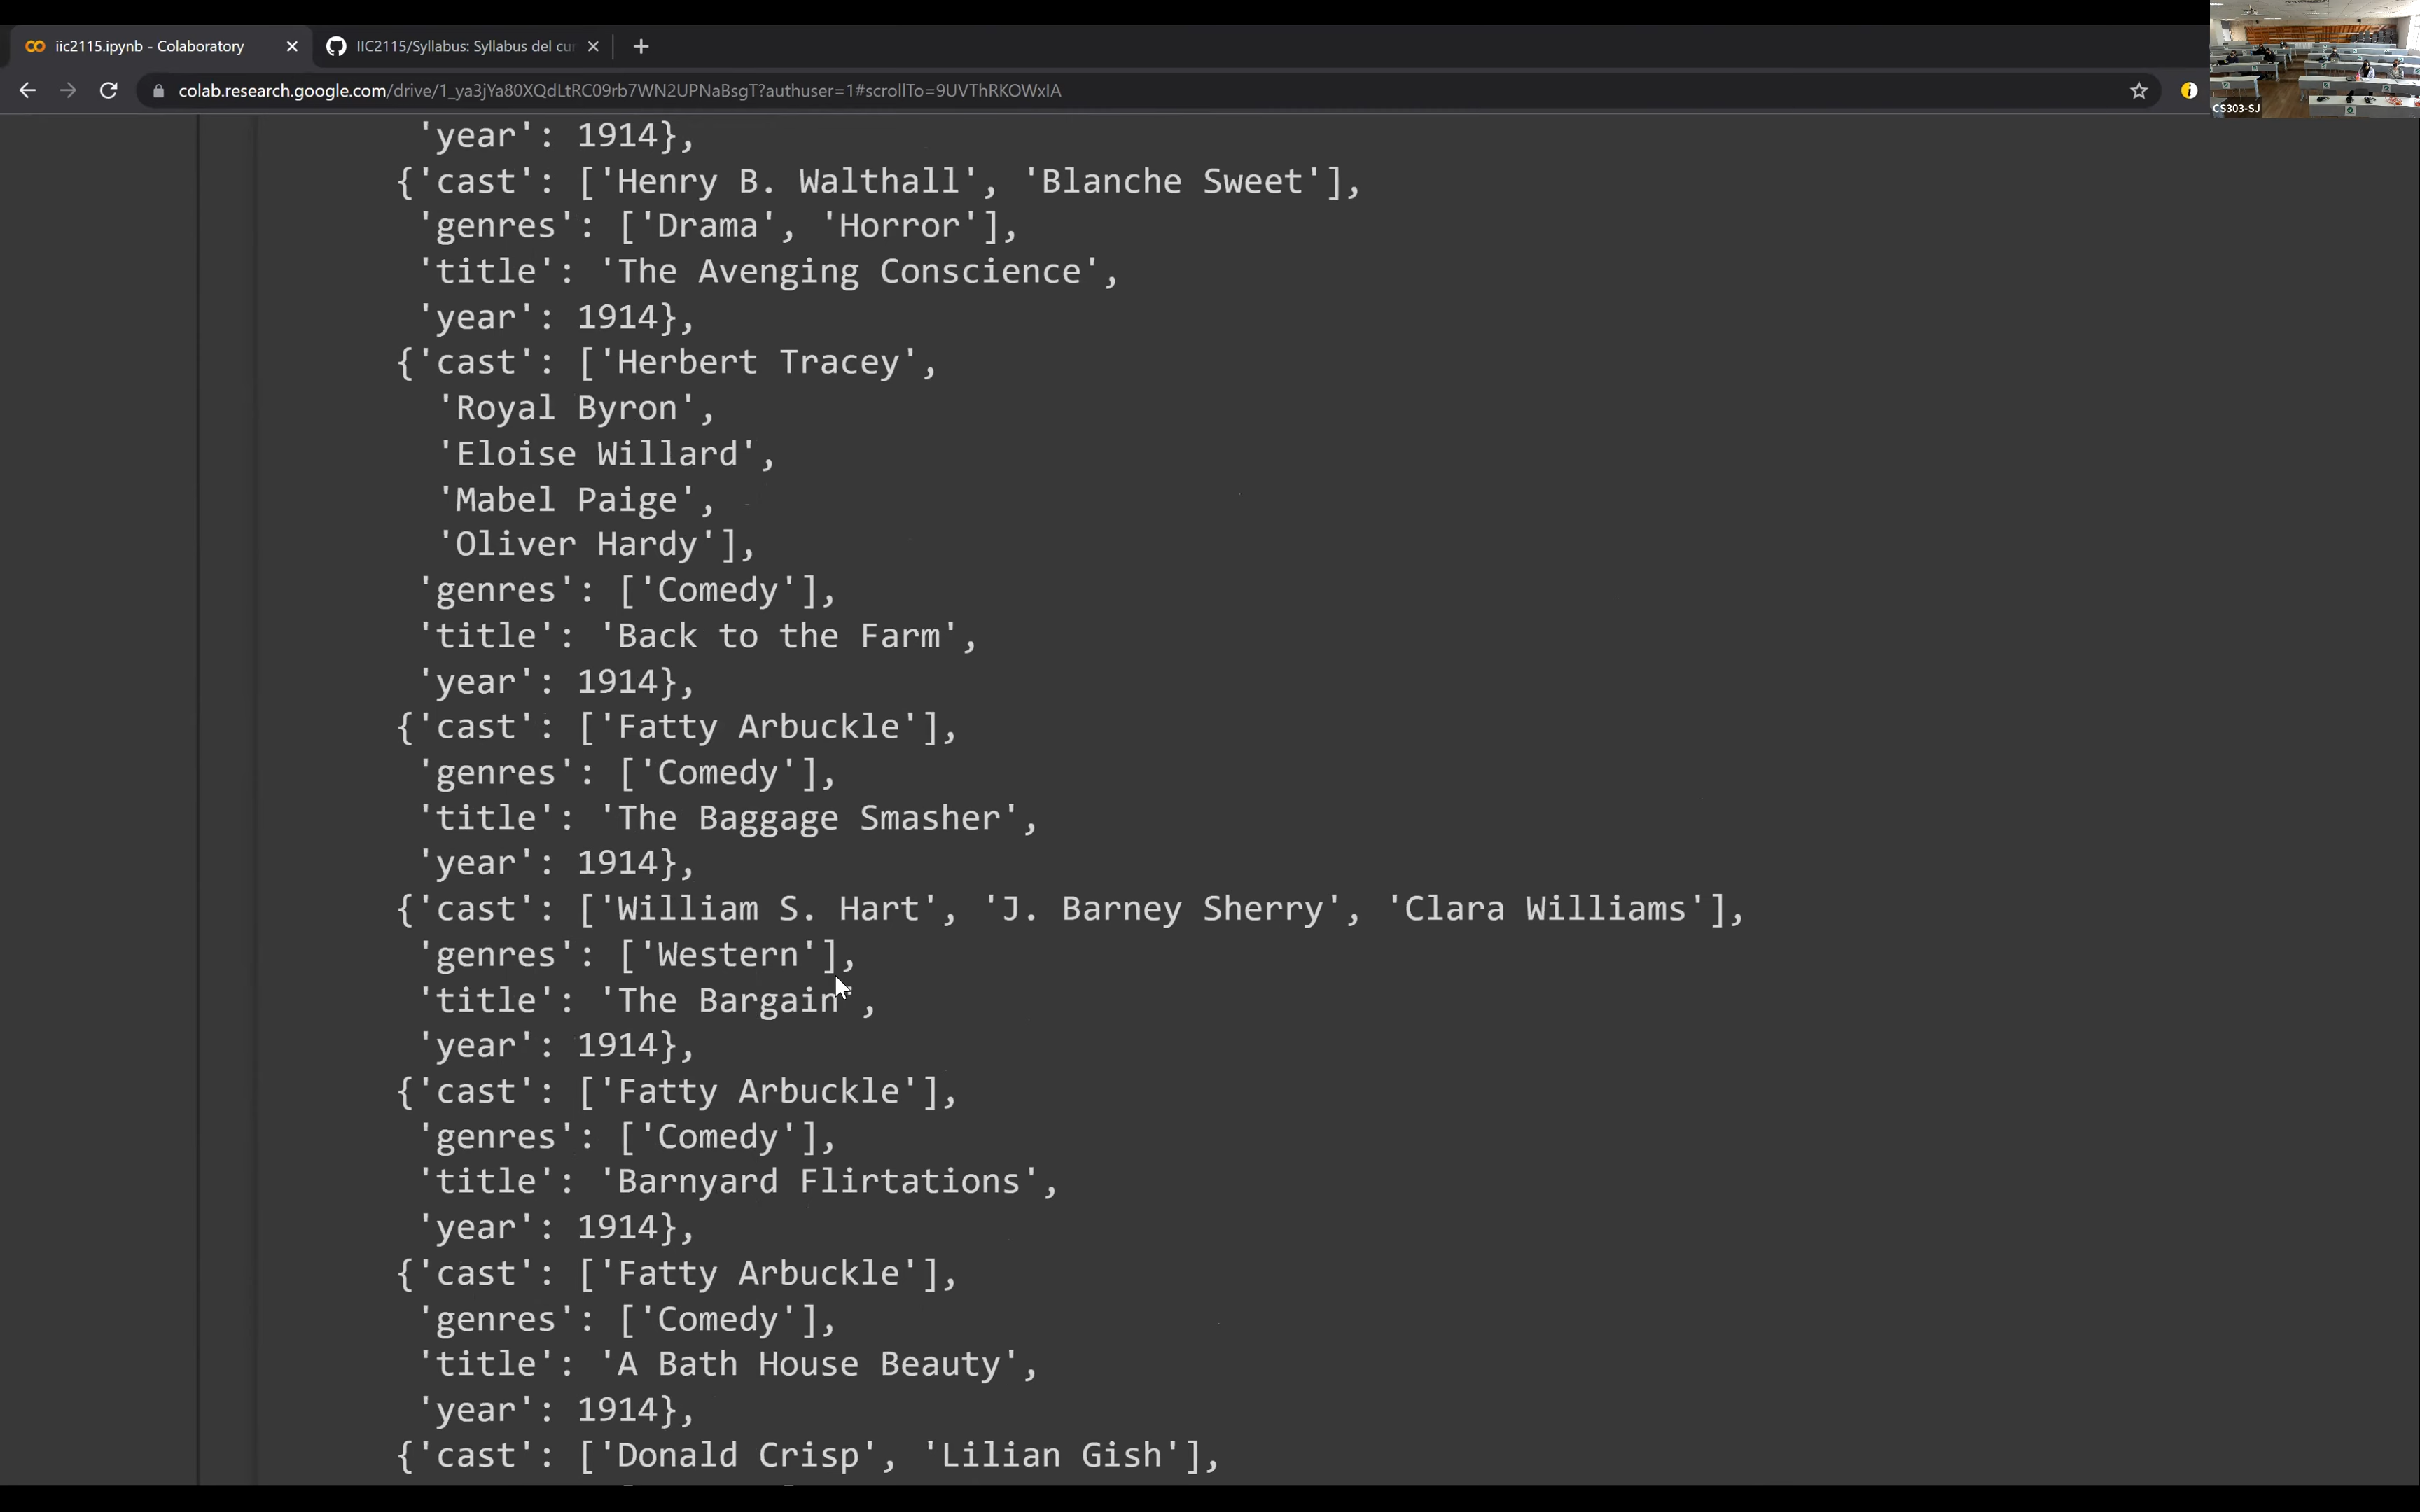 iic2115.ipynb - Colaboratory
IIC2115/Syllabus: Syllabus del cu
colab.research.google.com/drive/1_ya3jYa80XQdLtRC09rb7WN2UPNaBsgT?authuser=1#scrollTo=9UVThRKOWxIA
CS303-SJ
'year': 1914},
{'cast': ['Henry B. Walthall', 'Blanche Sweet'],
'genres': ['Drama', 'Horror'],
'title': 'The Avenging Conscience',
'year': 1914},
{'cast': ['Herbert Tracey',
'Royal Byron',
'Eloise Willard',
'Mabel Paige',
'Oliver Hardy'],
'genres': ['Comedy'],
'title': 'Back to the Farm',
'year': 1914},
{'cast': ['Fatty Arbuckle'],
'genres': ['Comedy'],
'title': 'The Baggage Smasher',
'year': 1914},
{'cast': ['William S. Hart', 'J. Barney Sherry', 'Clara Williams'],
'genres': ['Western'],
'title': 'The Bargain',
'year': 1914},
{'cast': ['Fatty Arbuckle'],
'genres': ['Comedy'],
'title': 'Barnyard Flirtations',
'year': 1914},
{'cast': ['Fatty Arbuckle'],
'genres': ['Comedy'],
'title': 'A Bath House Beauty',
'year': 1914},
{'cast': ['Donald Crisp', 'Lilian Gish'],